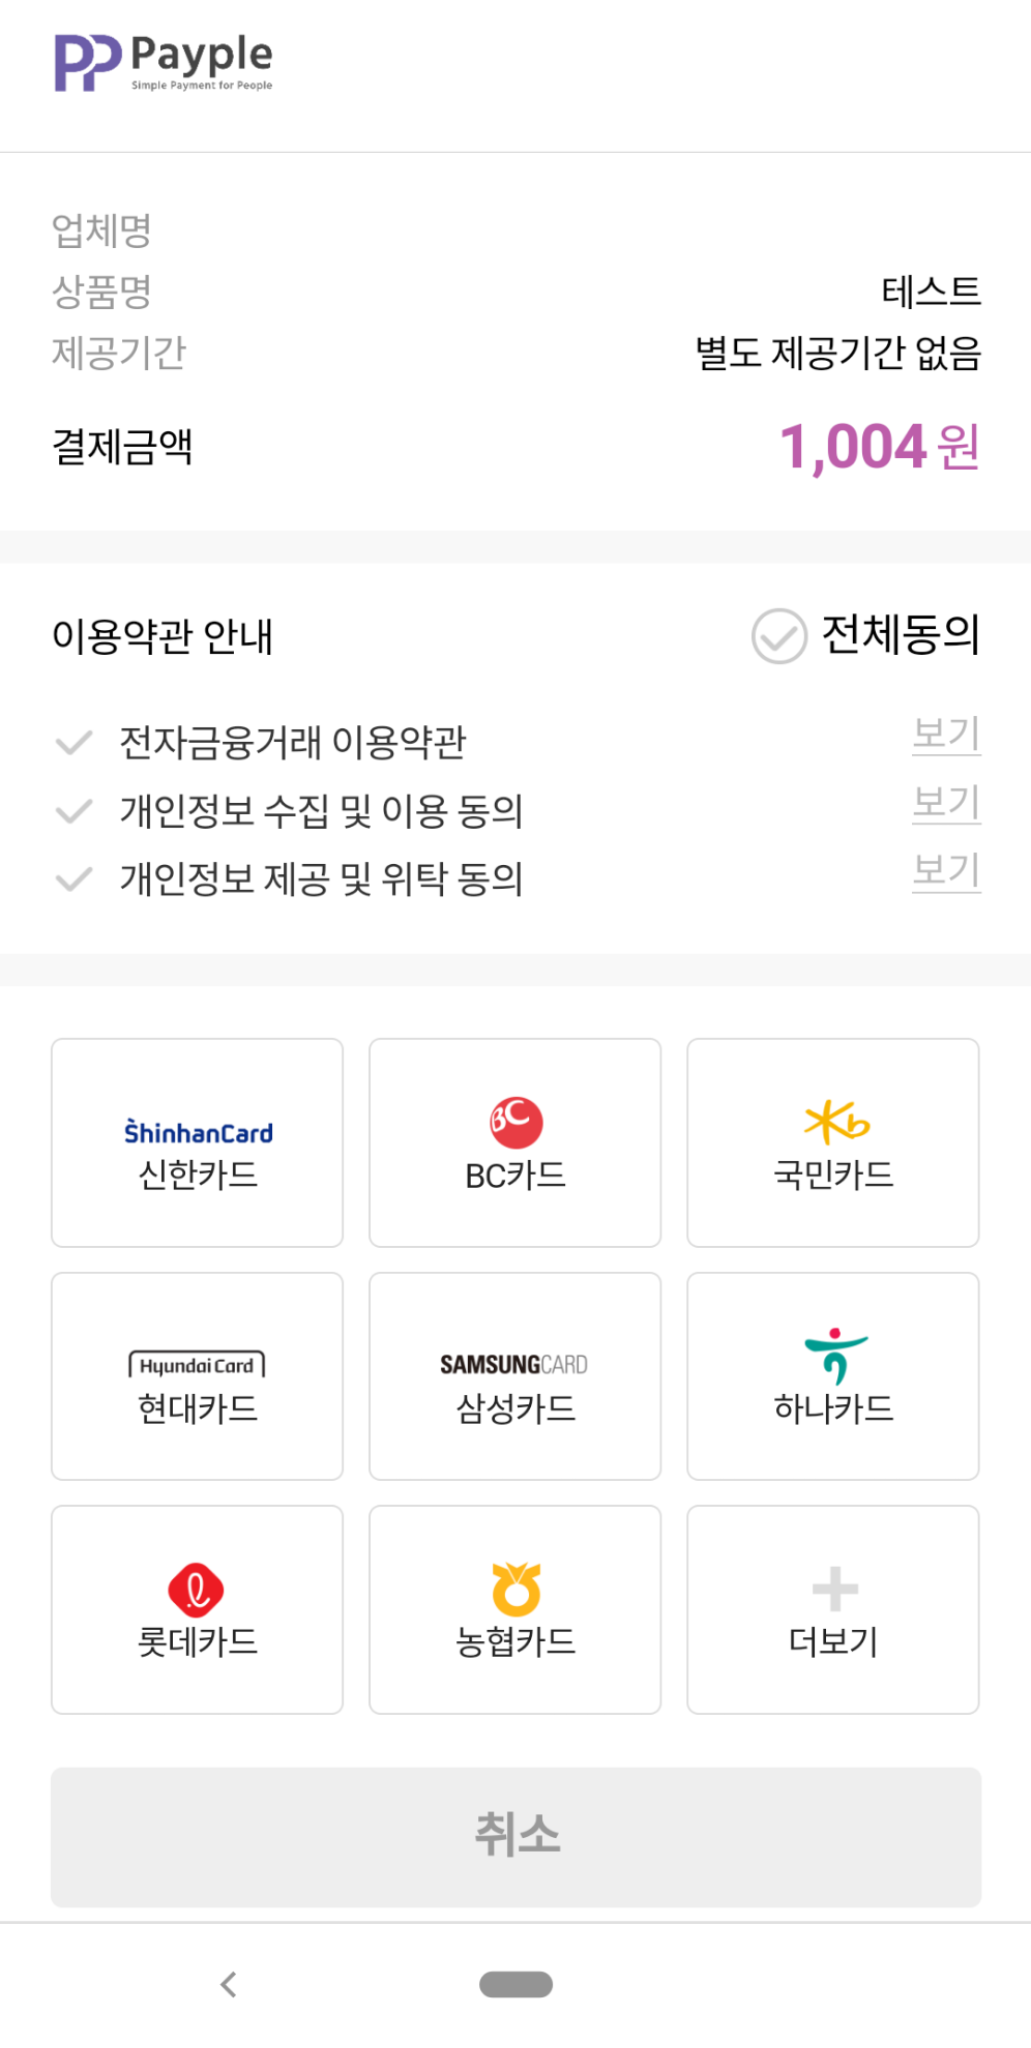 PP Payple
Simple Payment for People
업체명
상품명 테스트
제공기간 별도 제공기간 없음
결제금액 1,004 원
이용약관 안내 전체동의
전자금융거래 이용약관 보기
개인정보 수집 및 이용 동의 보기
개인정보 제공 및 위탁 동의 보기
ShinhanCard
신한카드
BC
BC카드
Kb
국민카드
Hyundai Card
현대카드
SAMSUNG CARD
삼성카드
하나카드
롯데카드
농협카드
더보기
취소